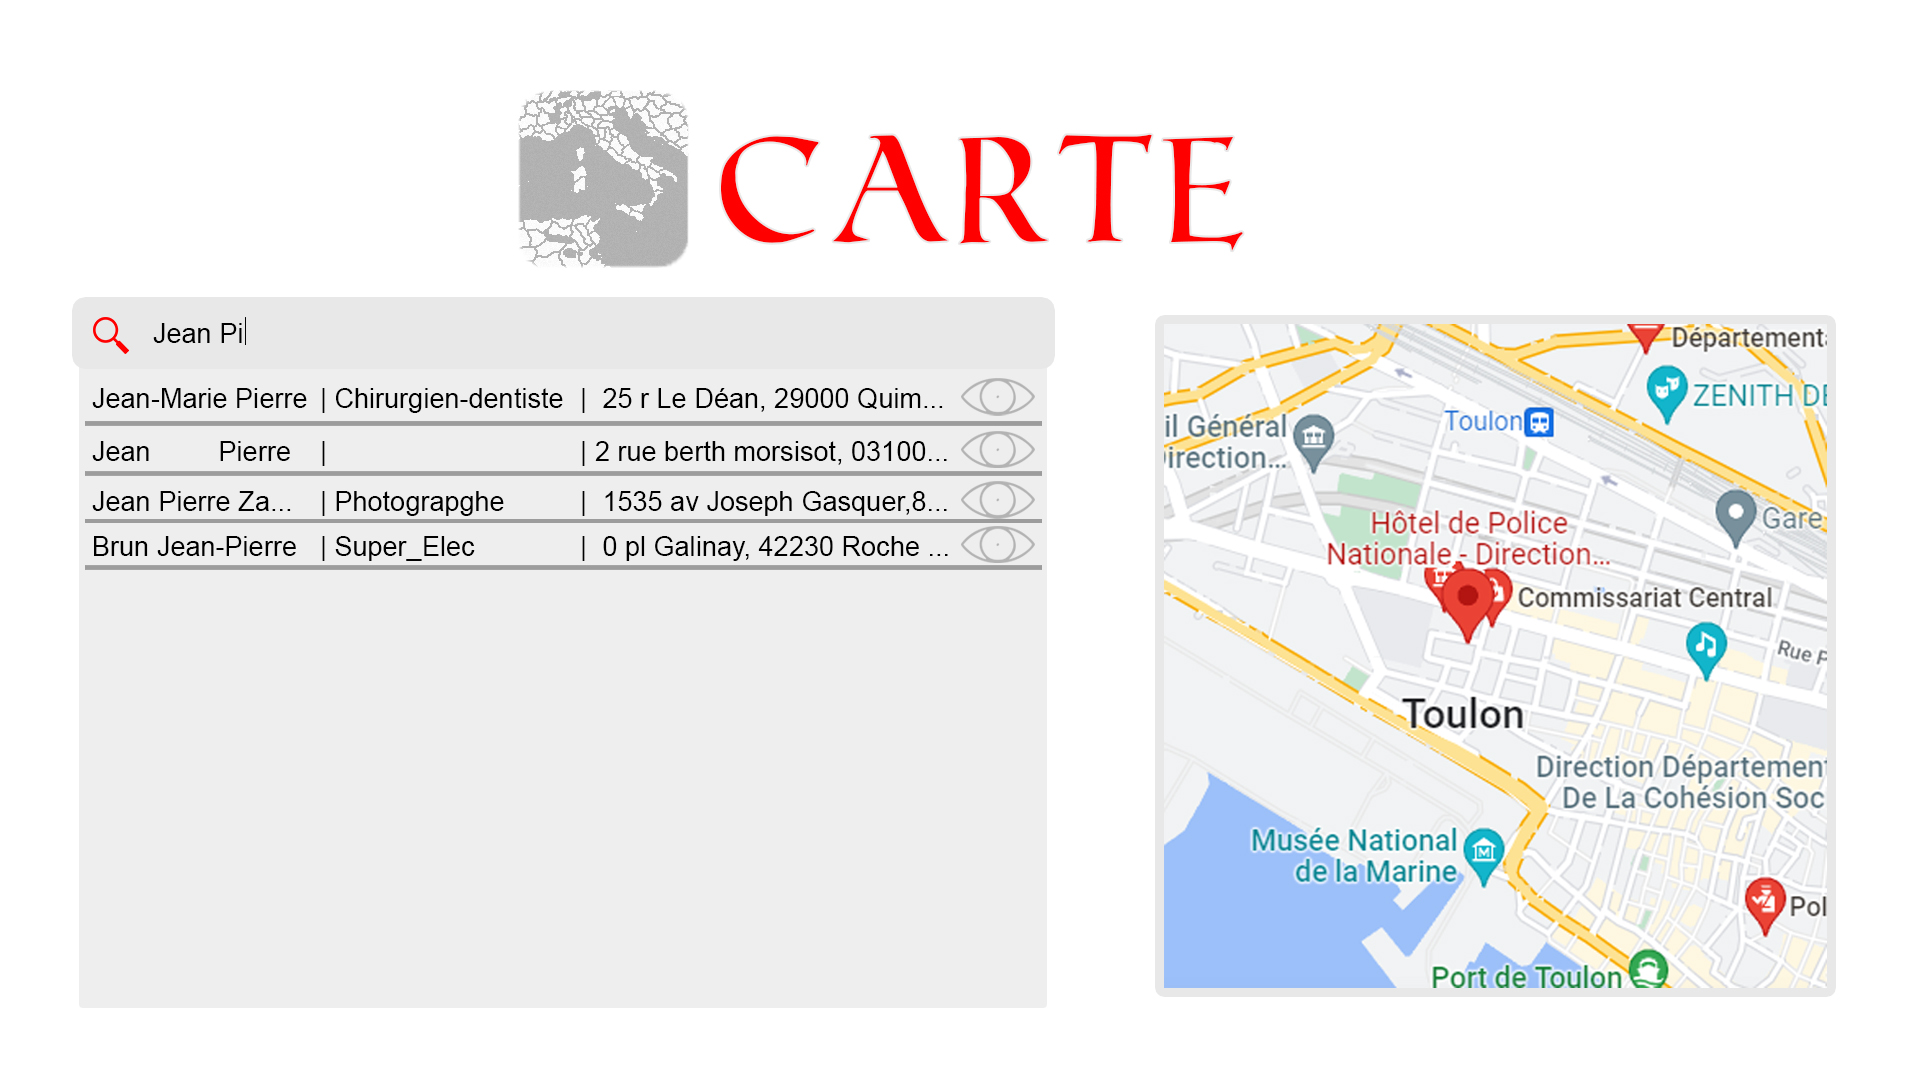 CARTE
Jean Pi
Jean-Marie Pierre | Chirurgien-dentiste | 25 r Le Déan, 29000 Quim...
Jean Pierre | | 2 rue berth morsisot, 03100...
Jean Pierre Za... | Photograpghe | 1535 av Joseph Gasquer,8...
Brun Jean-Pierre | Super_Elec | 0 pl Galinay, 42230 Roche ...
Département
ZENITH DE
Toulon
il Général
Direction...
Gare
Hôtel de Police
Nationale - Direction...
Commissariat Central
Rue P
Toulon
Direction Département
De La Cohésion Soc
Musée National
de la Marine
Pol
Port de Toulon